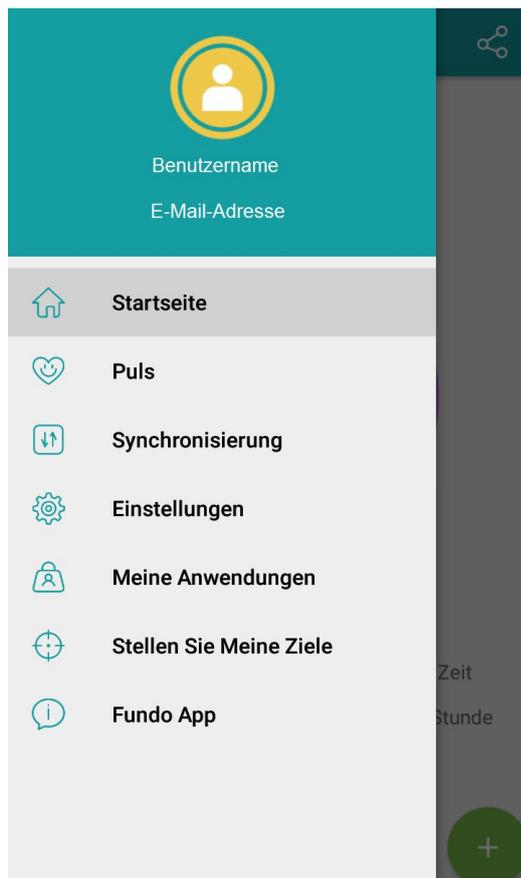 Benutzername
E-Mail-Adresse
Startseite
Puls
Synchronisierung
Einstellungen
Meine Anwendungen
Stellen Sie Meine Ziele
Zeit
Fundo App
Stunde